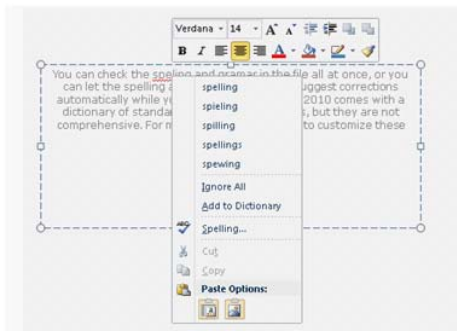 Verdana 14 A A
B I A
You can check the speling and gramar in the file all at once, or you
can let the spelling a uggest corrections
automatically while yo 2010 comes with a
dictionary of standa s, but they are not
comprehensive. For m to customize these
spelling
spieling
spilling
spellings
spewing
Ignore All
Add to Dictionary
ABC Spelling...
Cut
Copy
Paste Options:
A